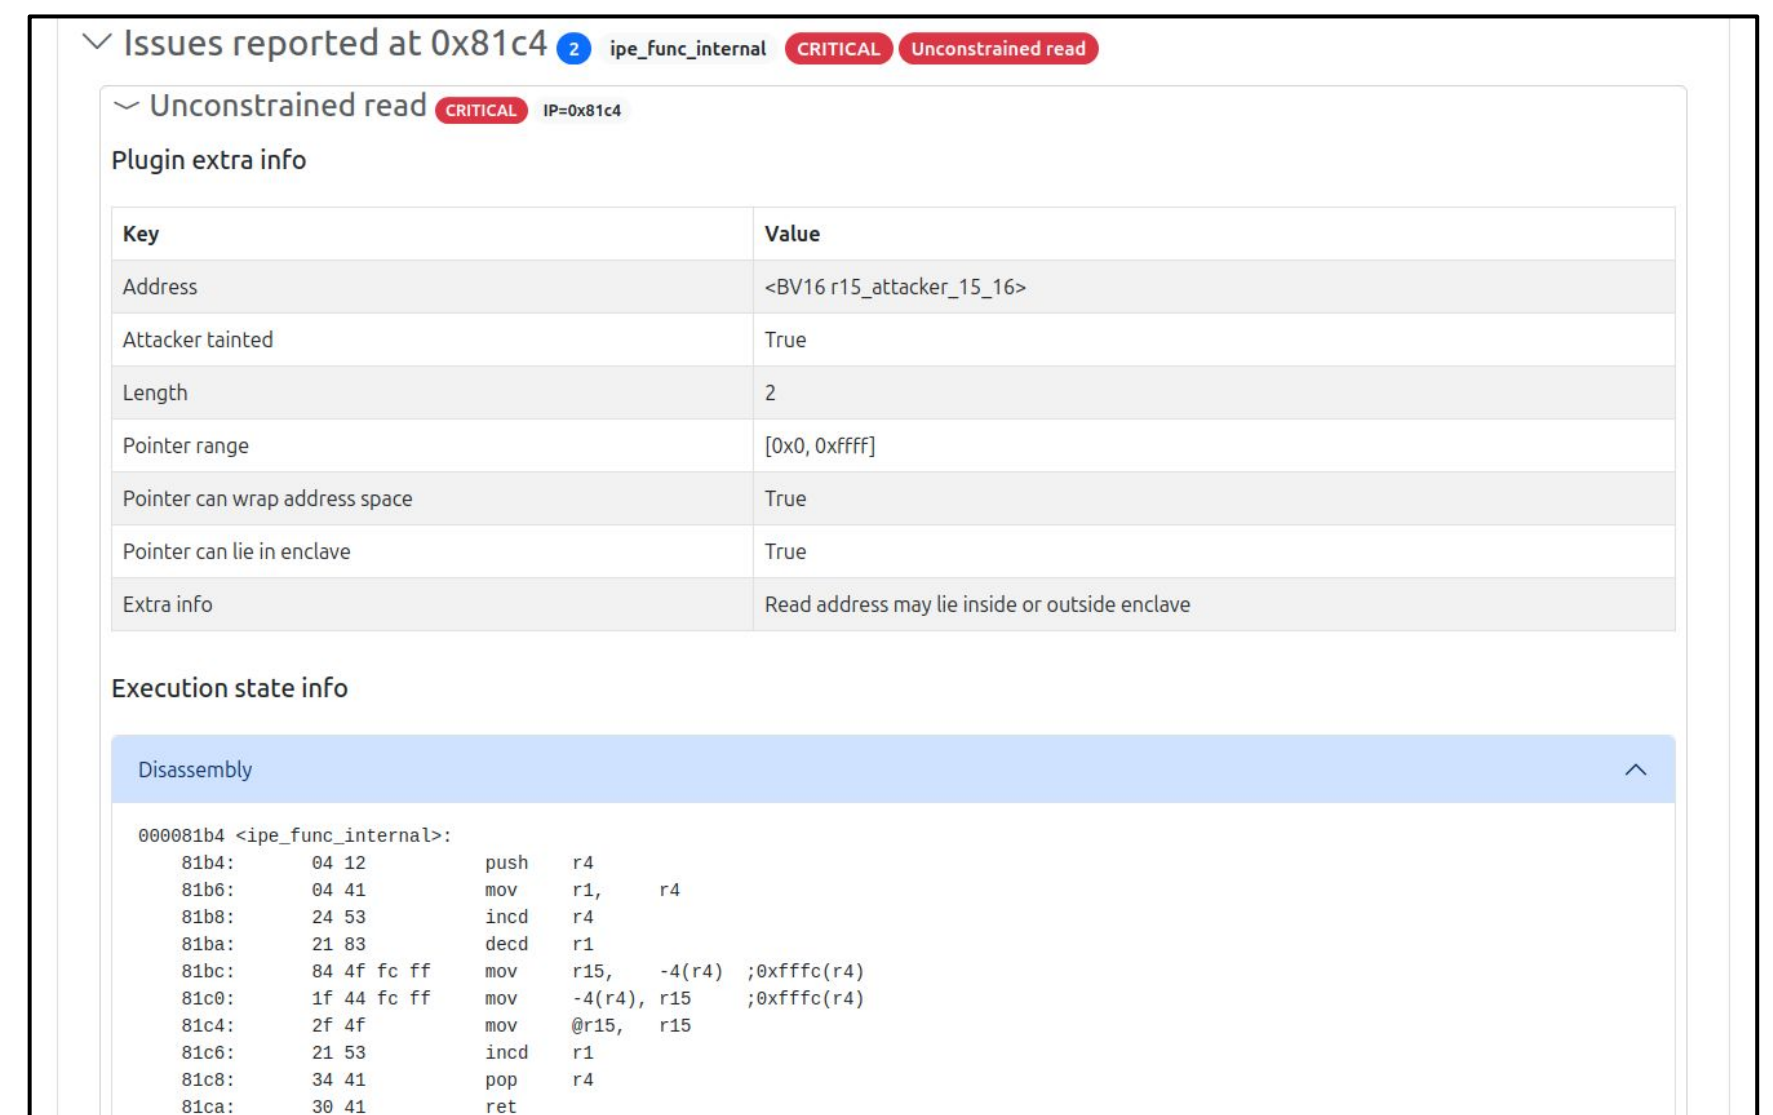 Issues reported at 0x81c4 2 ipe_func_internal CRITICAL Unconstrained read
Unconstrained read CRITICAL IP=0x81c4
Plugin extra info
Key Value
Address <BV16 r15_attacker_15_16>
Attacker tainted True
Length 2
Pointer range [0x0, 0xffff]
Pointer can wrap address space True
Pointer can lie in enclave True
Extra info Read address may lie inside or outside enclave
Execution state info
Disassembly
000081b4 <ipe_func_internal>:
81b4: 04 12 push r4
81b6: 04 41 mov r1, r4
81b8: 24 53 incd r4
81ba: 21 83 decd r1
81bc: 84 4f fc ff mov r15, -4(r4) ;0xfffc(r4)
81c0: 1f 44 fc ff mov -4(r4), r15 ;0xfffc(r4)
81c4: 2f 4f mov @r15, r15
81c6: 21 53 incd r1
81c8: 34 41 pop r4
81ca: 30 41 ret